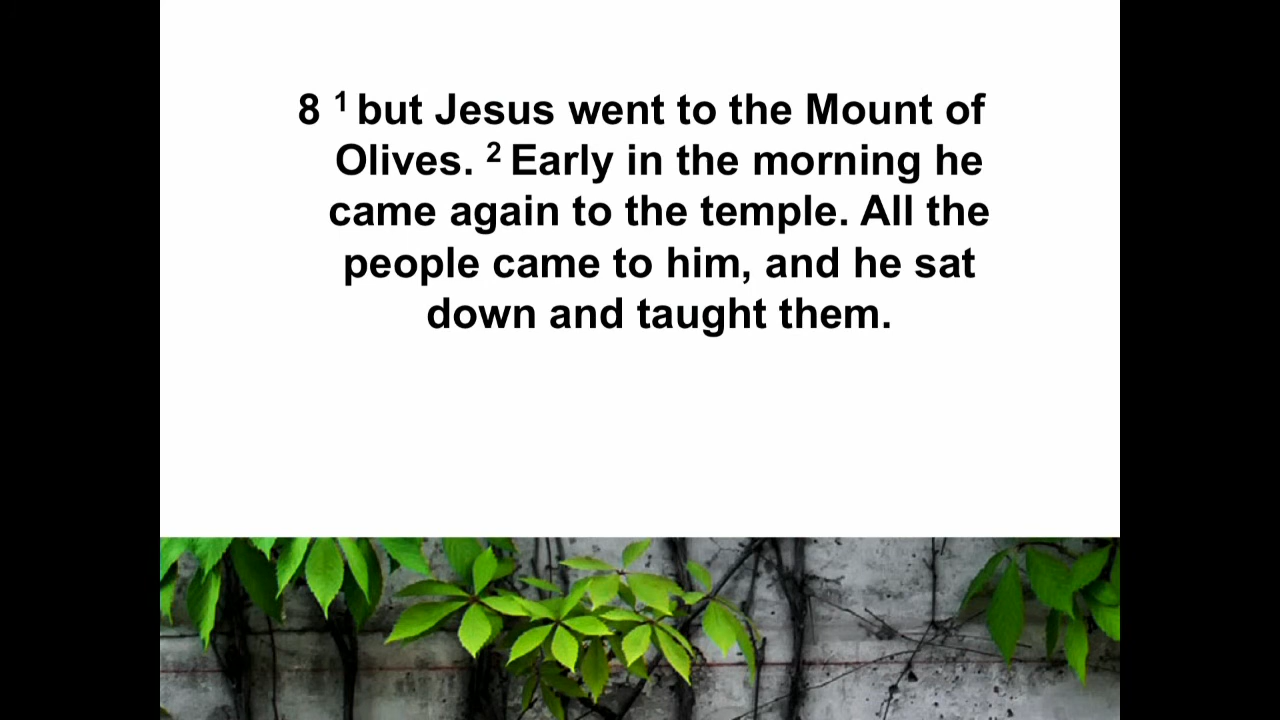 8 1 but Jesus went to the Mount of
Olives. 2 Early in the morning he
came again to the temple. All the
people came to him, and he sat
down and taught them.